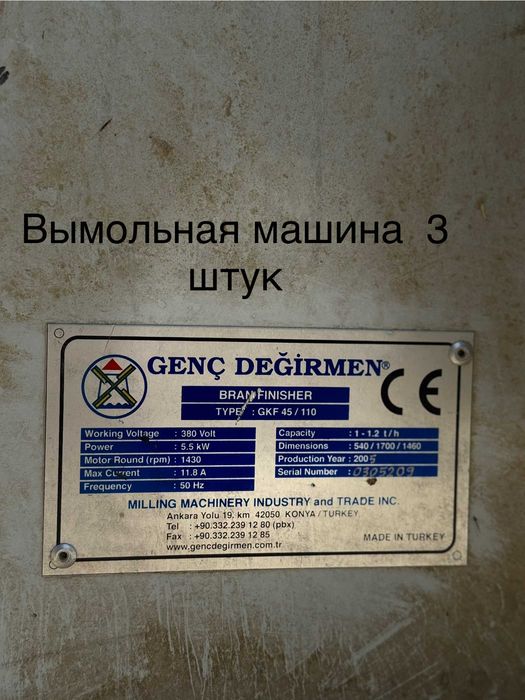 Вымольная машина 3
штук
GENÇ DEĞİRMEN®
BRAN FINISHER
TYPE : GKF 45 / 110
CE
Working Voltage : 380 Volt
Power : 5.5 kW
Motor Round (rpm) : 1430
Max Current : 11.8 A
Frequency : 50 Hz
Capacity : 1 - 1.2 t / h
Dimensions : 540 / 1700 / 1460
Production Year : 2005
Serial Number : 0305209
MILLING MACHINERY INDUSTRY and TRADE INC.
Ankara Yolu 19. km 42050 KONYA / TURKEY
Tel : +90.332.239 12 80 (pbx)
Fax : +90.332.239 12 85
www.gencdegirmen.com.tr
MADE IN TURKEY